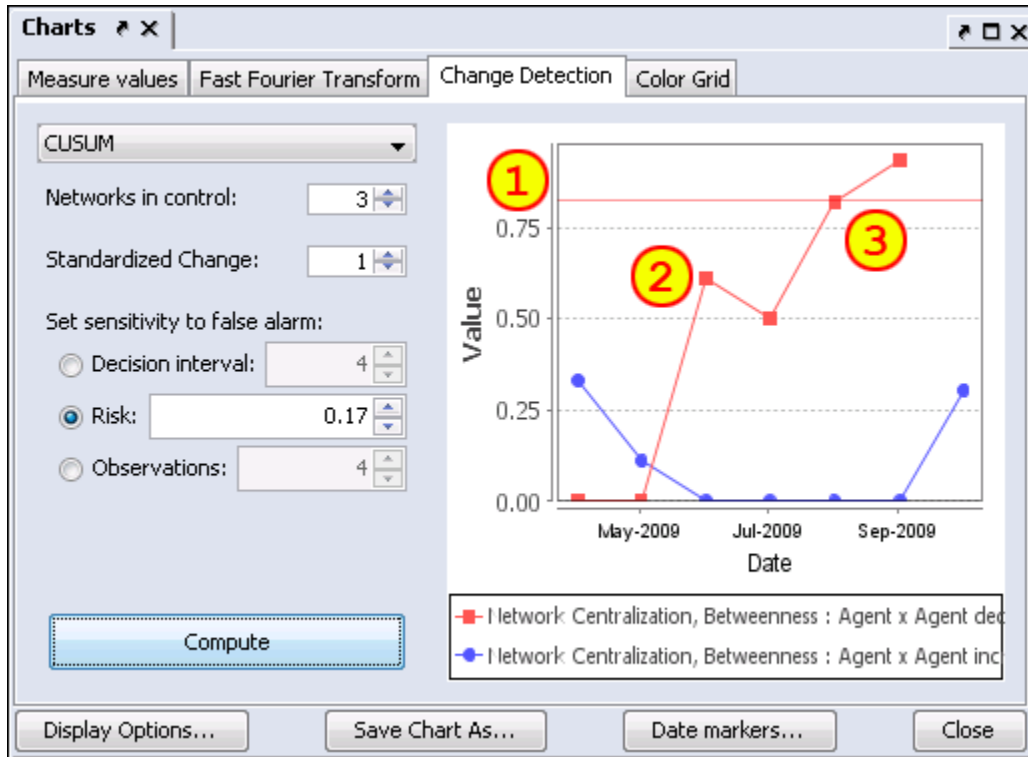 Charts
Measure values Fast Fourier Transform Change Detection Color Grid
CUSUM
Networks in control: 3
Standardized Change: 1
Set sensitivity to false alarm:
Decision interval: 4
Risk: 0.17
Observations: 4
Compute
1
2
3
Value
0.75
0.50
0.25
0.00
May-2009 Jul-2009 Sep-2009
Date
Network Centralization, Betweenness : Agent x Agent dec
Network Centralization, Betweenness : Agent x Agent inc
Display Options... Save Chart As... Date markers... Close